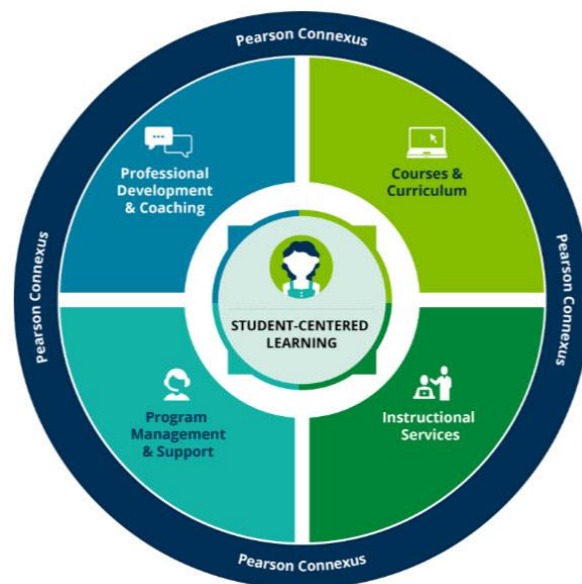 Pearson Connexus
Professional
Development
& Coaching
Courses &
Curriculum
Pearson Connexus
Pearson Connexus
STUDENT-CENTERED
LEARNING
Program
Management
& Support
Instructional
Services
Pearson Connexus